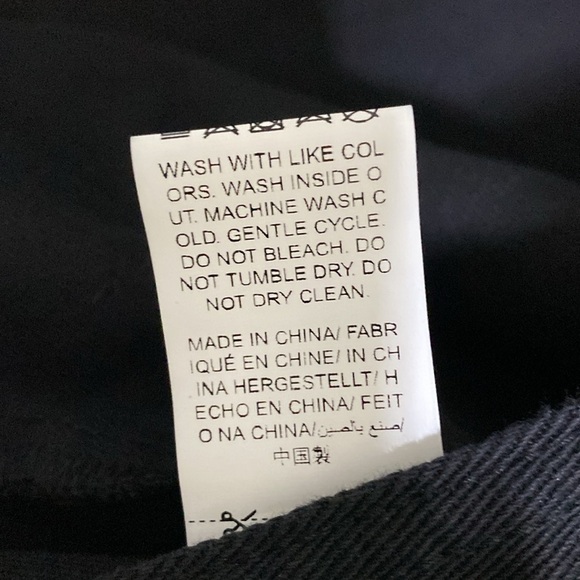 WASH WITH LIKE COL
ORS. WASH INSIDE O
UT. MACHINE WASH C
OLD. GENTLE CYCLE.
DO NOT BLEACH. DO
NOT TUMBLE DRY. DO
NOT DRY CLEAN.
MADE IN CHINA/ FABR
IQUÉ EN CHINE/ IN CH
INA HERGESTELLT/ H
ECHO EN CHINA/ FEIT
O NA CHINA/اصنع بالصين/
中国製